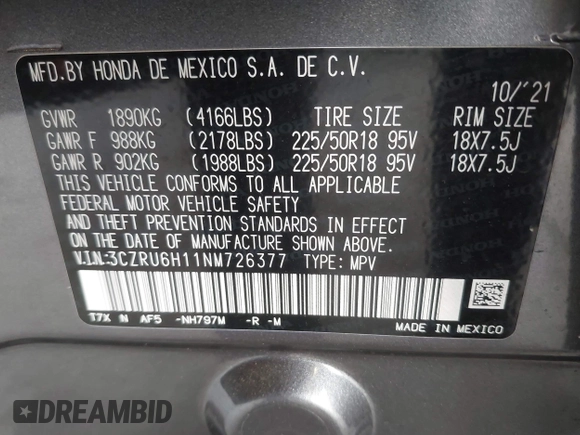 MFD.BY HONDA DE MEXICO S.A. DE C.V.
10/'21
GVWR 1890KG (4166LBS) TIRE SIZE RIM SIZE
GAWR F 988KG (2178LBS) 225/50R18 95V 18X7.5J
GAWR R 902KG (1988LBS) 225/50R18 95V 18X7.5J
THIS VEHICLE CONFORMS TO ALL APPLICABLE
FEDERAL MOTOR VEHICLE SAFETY
AND THEFT PREVENTION STANDARDS IN EFFECT
ON DATE OF MANUFACTURE SHOWN ABOVE.
V.I.N:3CZRU6H11NM726377 TYPE: MPV
T7X N AF5 -NH797M -R -M
MADE IN MEXICO
DREAMBID